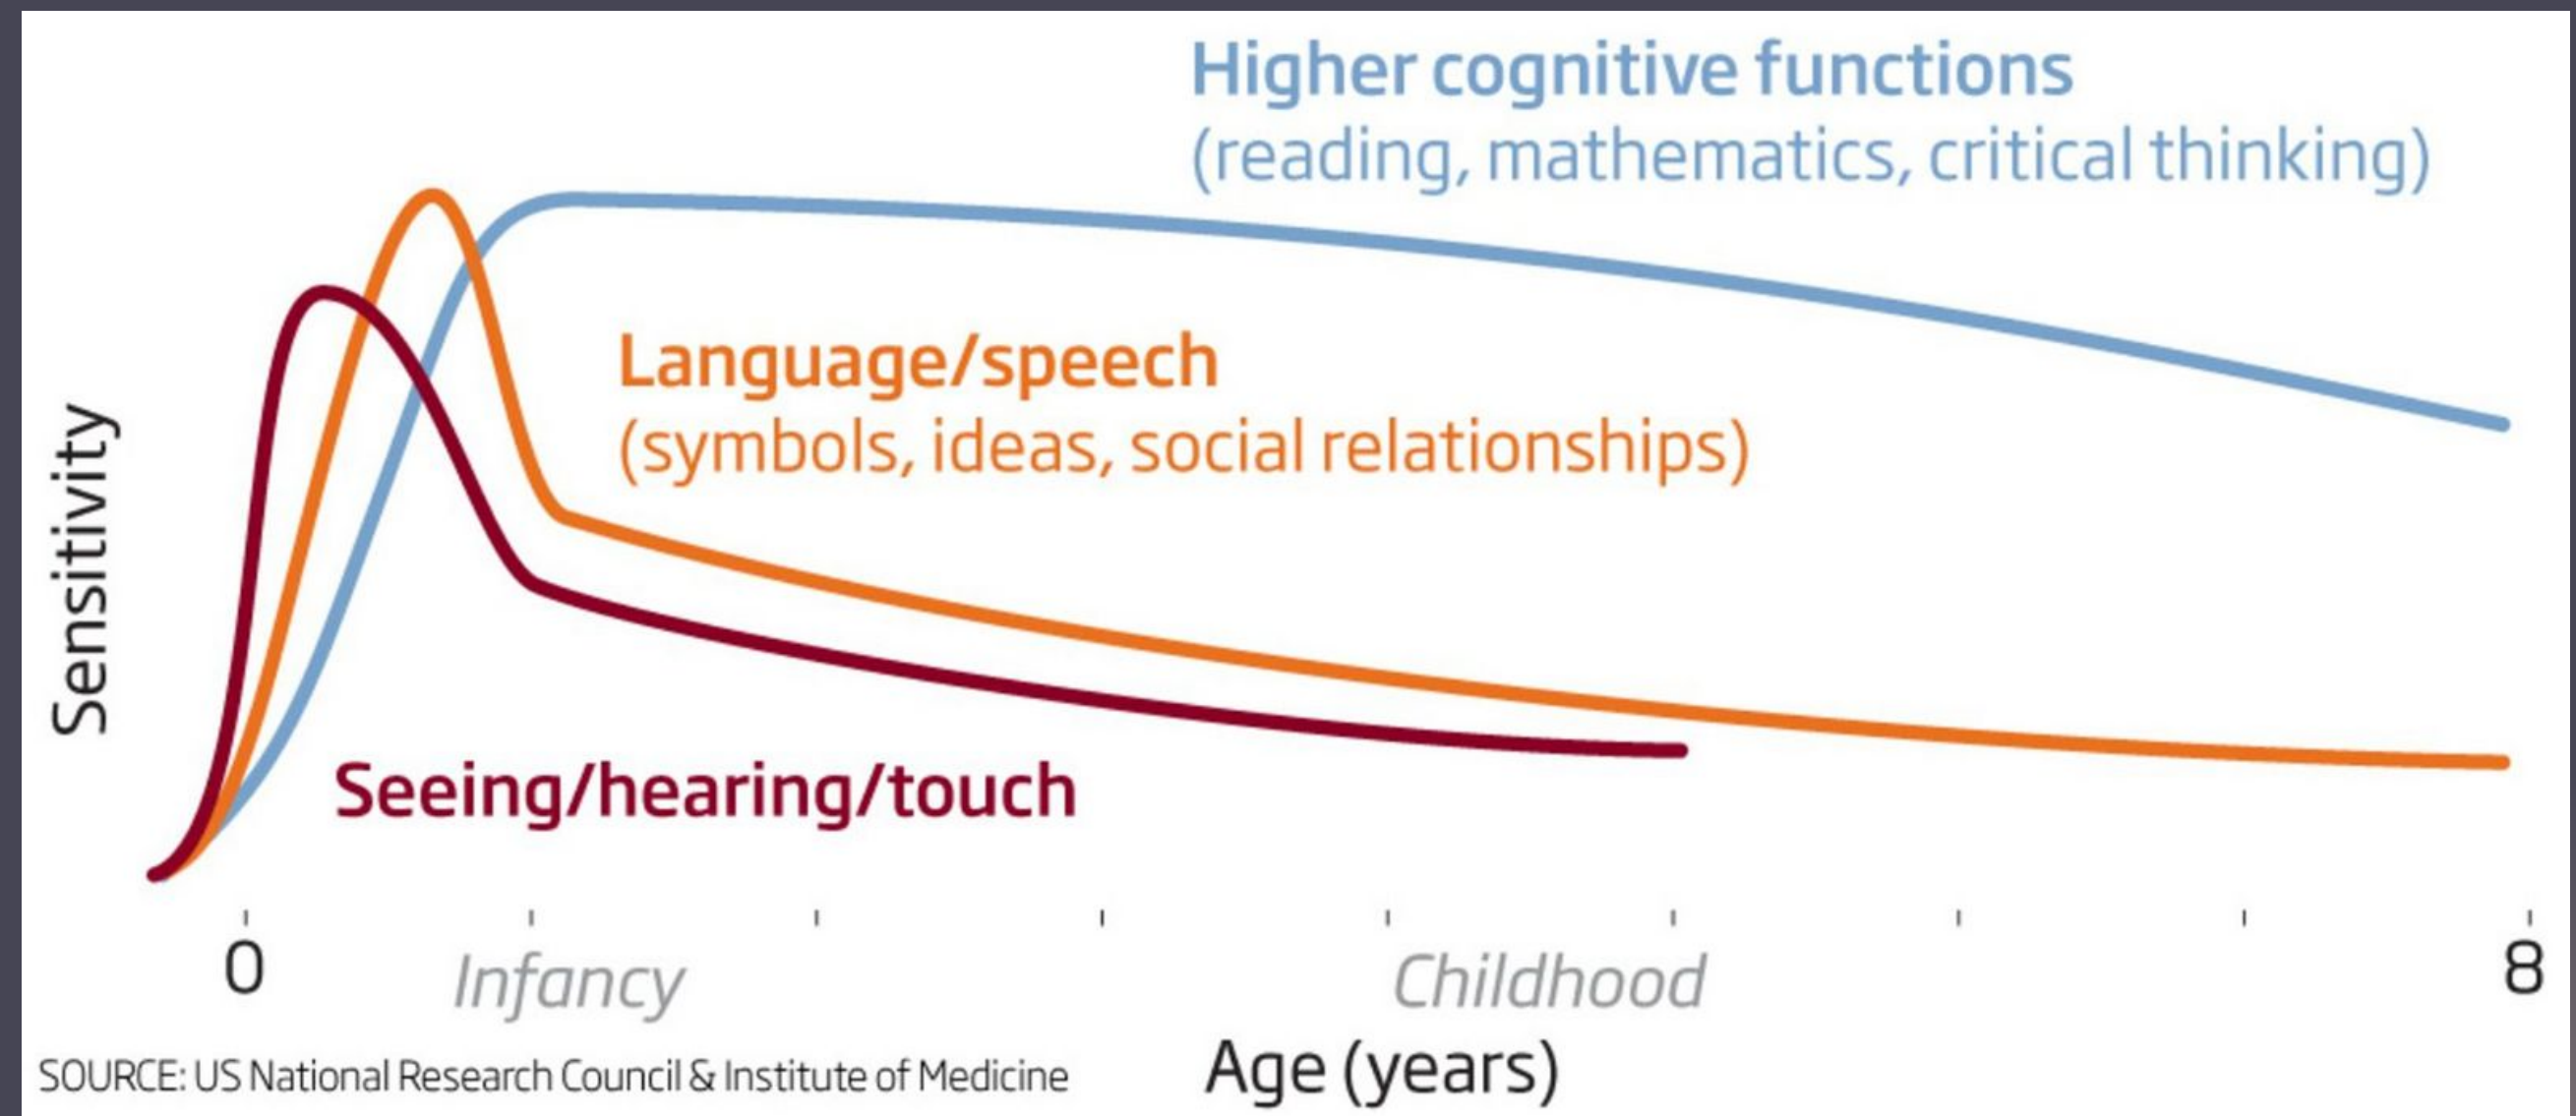 Higher cognitive functions
(reading, mathematics, critical thinking)
Language/speech
(symbols, ideas, social relationships)
Sensitivity
Seeing/hearing/touch
0
8
Infancy
Childhood
Age (years)
SOURCE: US National Research Council & Institute of Medicine